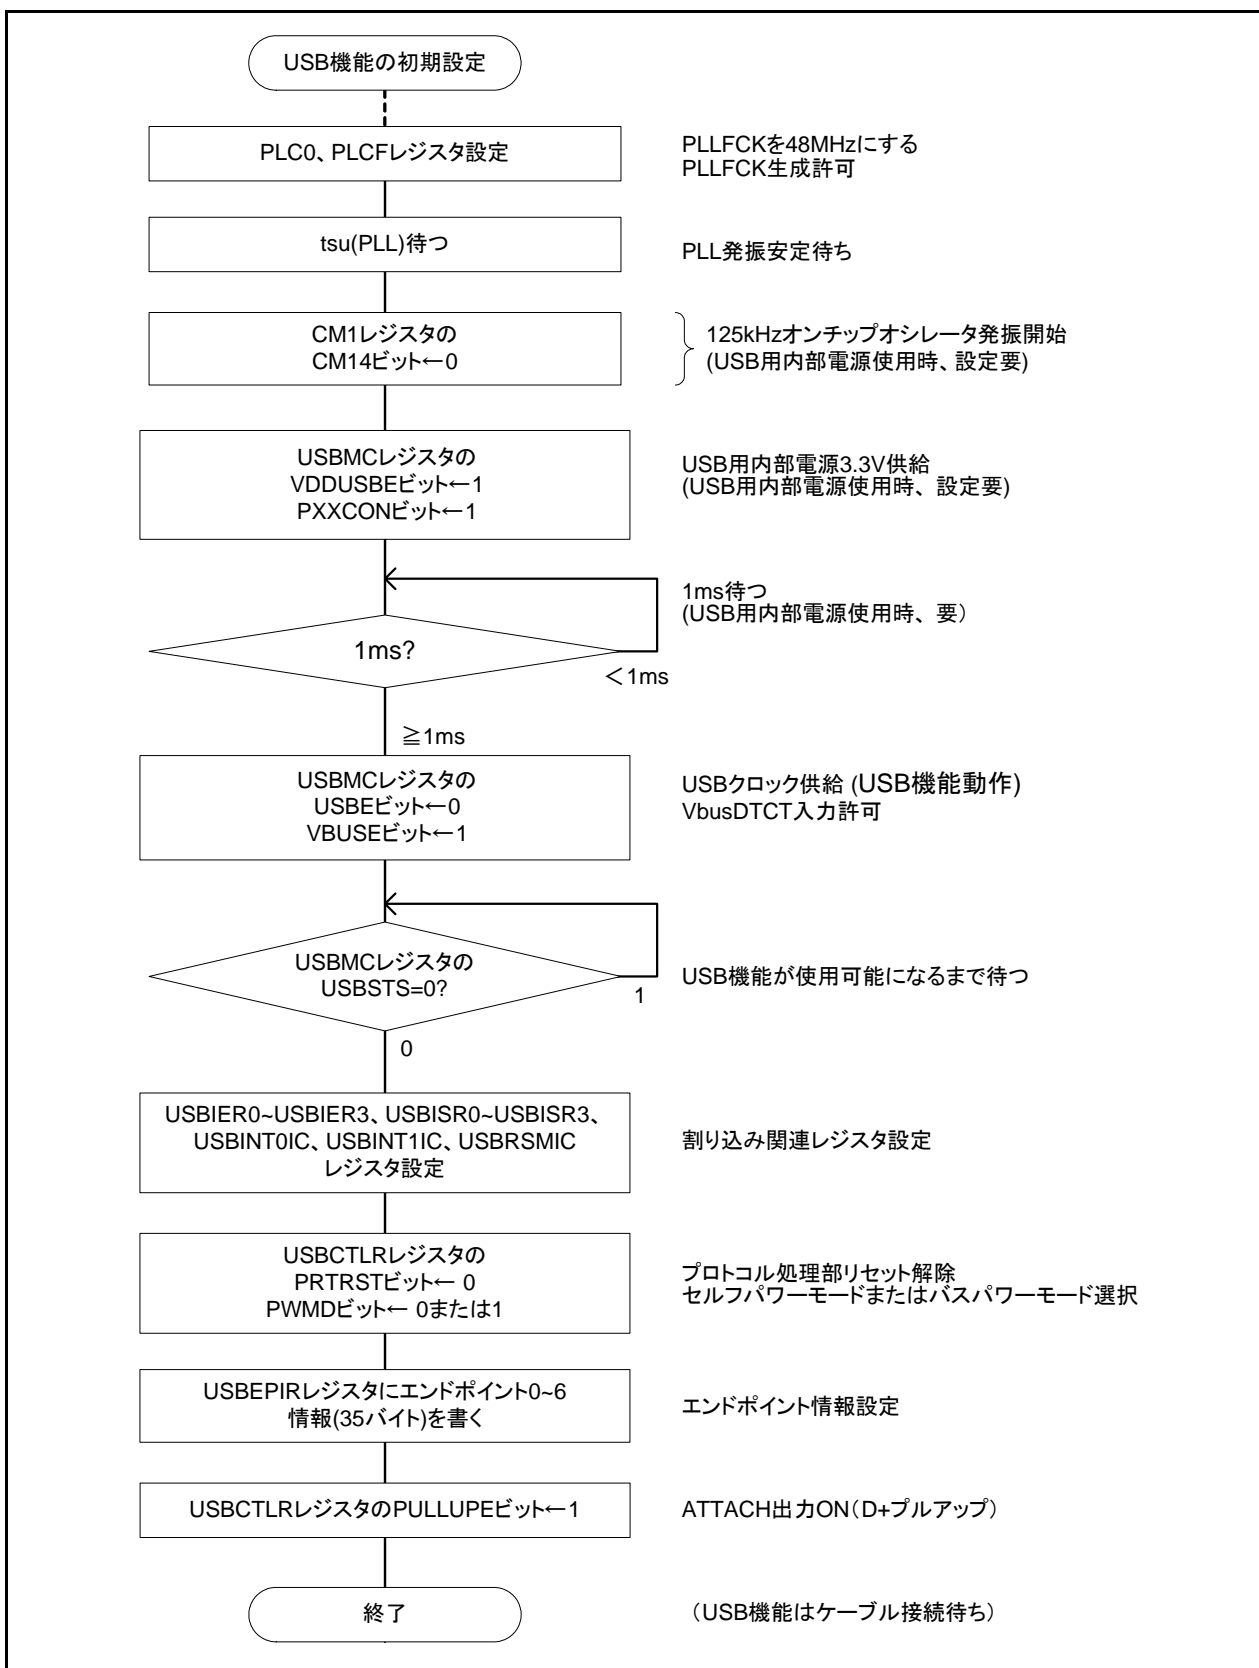 USB機能の初期設定
PLC0、PLCFレジスタ設定
PLLFCKを48MHzにする
PLLFCK生成許可
tsu(PLL)待つ
PLL発振安定待ち
CM1レジスタの
CM14ビット←0
125kHzオンチップオシレータ発振開始
(USB用内部電源使用時、設定要)
USBMCレジスタの
VDDUSBEビット←1
PXXCONビット←1
USB用内部電源3.3V供給
(USB用内部電源使用時、設定要)
1ms待つ
(USB用内部電源使用時、要）
1ms?
＜1ms
≧1ms
USBMCレジスタの
USBEビット←0
VBUSEビット←1
USBクロック供給 (USB機能動作)
VbusDTCT入力許可
USBMCレジスタの
USBSTS=0?
1
USB機能が使用可能になるまで待つ
0
USBIER0~USBIER3、USBISR0~USBISR3、
USBINT0IC、USBINT1IC、USBRSMIC
レジスタ設定
割り込み関連レジスタ設定
USBCTLRレジスタの
PRTRSTビット← 0
PWMDビット← 0または1
プロトコル処理部リセット解除
セルフパワーモードまたはバスパワーモード選択
USBEPIRレジスタにエンドポイント0~6
情報(35バイト)を書く
エンドポイント情報設定
USBCTLRレジスタのPULLUPEビット←1
ATTACH出力ON（D+プルアップ）
終了
（USB機能はケーブル接続待ち）